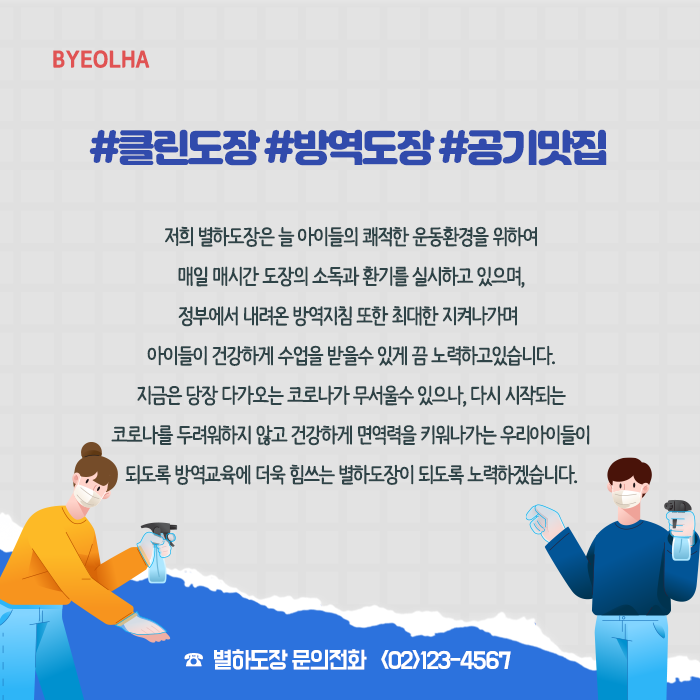 BYEOLHA
#클린도장 #방역도장 #공기맛집
저희 별하도장은 늘 아이들의 쾌적한 운동환경을 위하여
매일 매시간 도장의 소독과 환기를 실시하고 있으며,
정부에서 내려온 방역지침 또한 최대한 지켜나가며
아이들이 건강하게 수업을 받을수 있게 끔 노력하고있습니다.
지금은 당장 다가오는 코로나가 무서울수 있으나, 다시 시작되는
코로나를 두려워하지 않고 건강하게 면역력을 키워나가는 우리아이들이
되도록 방역교육에 더욱 힘쓰는 별하도장이 되도록 노력하겠습니다.
☎ 별하도장 문의전화 (02)123-4567